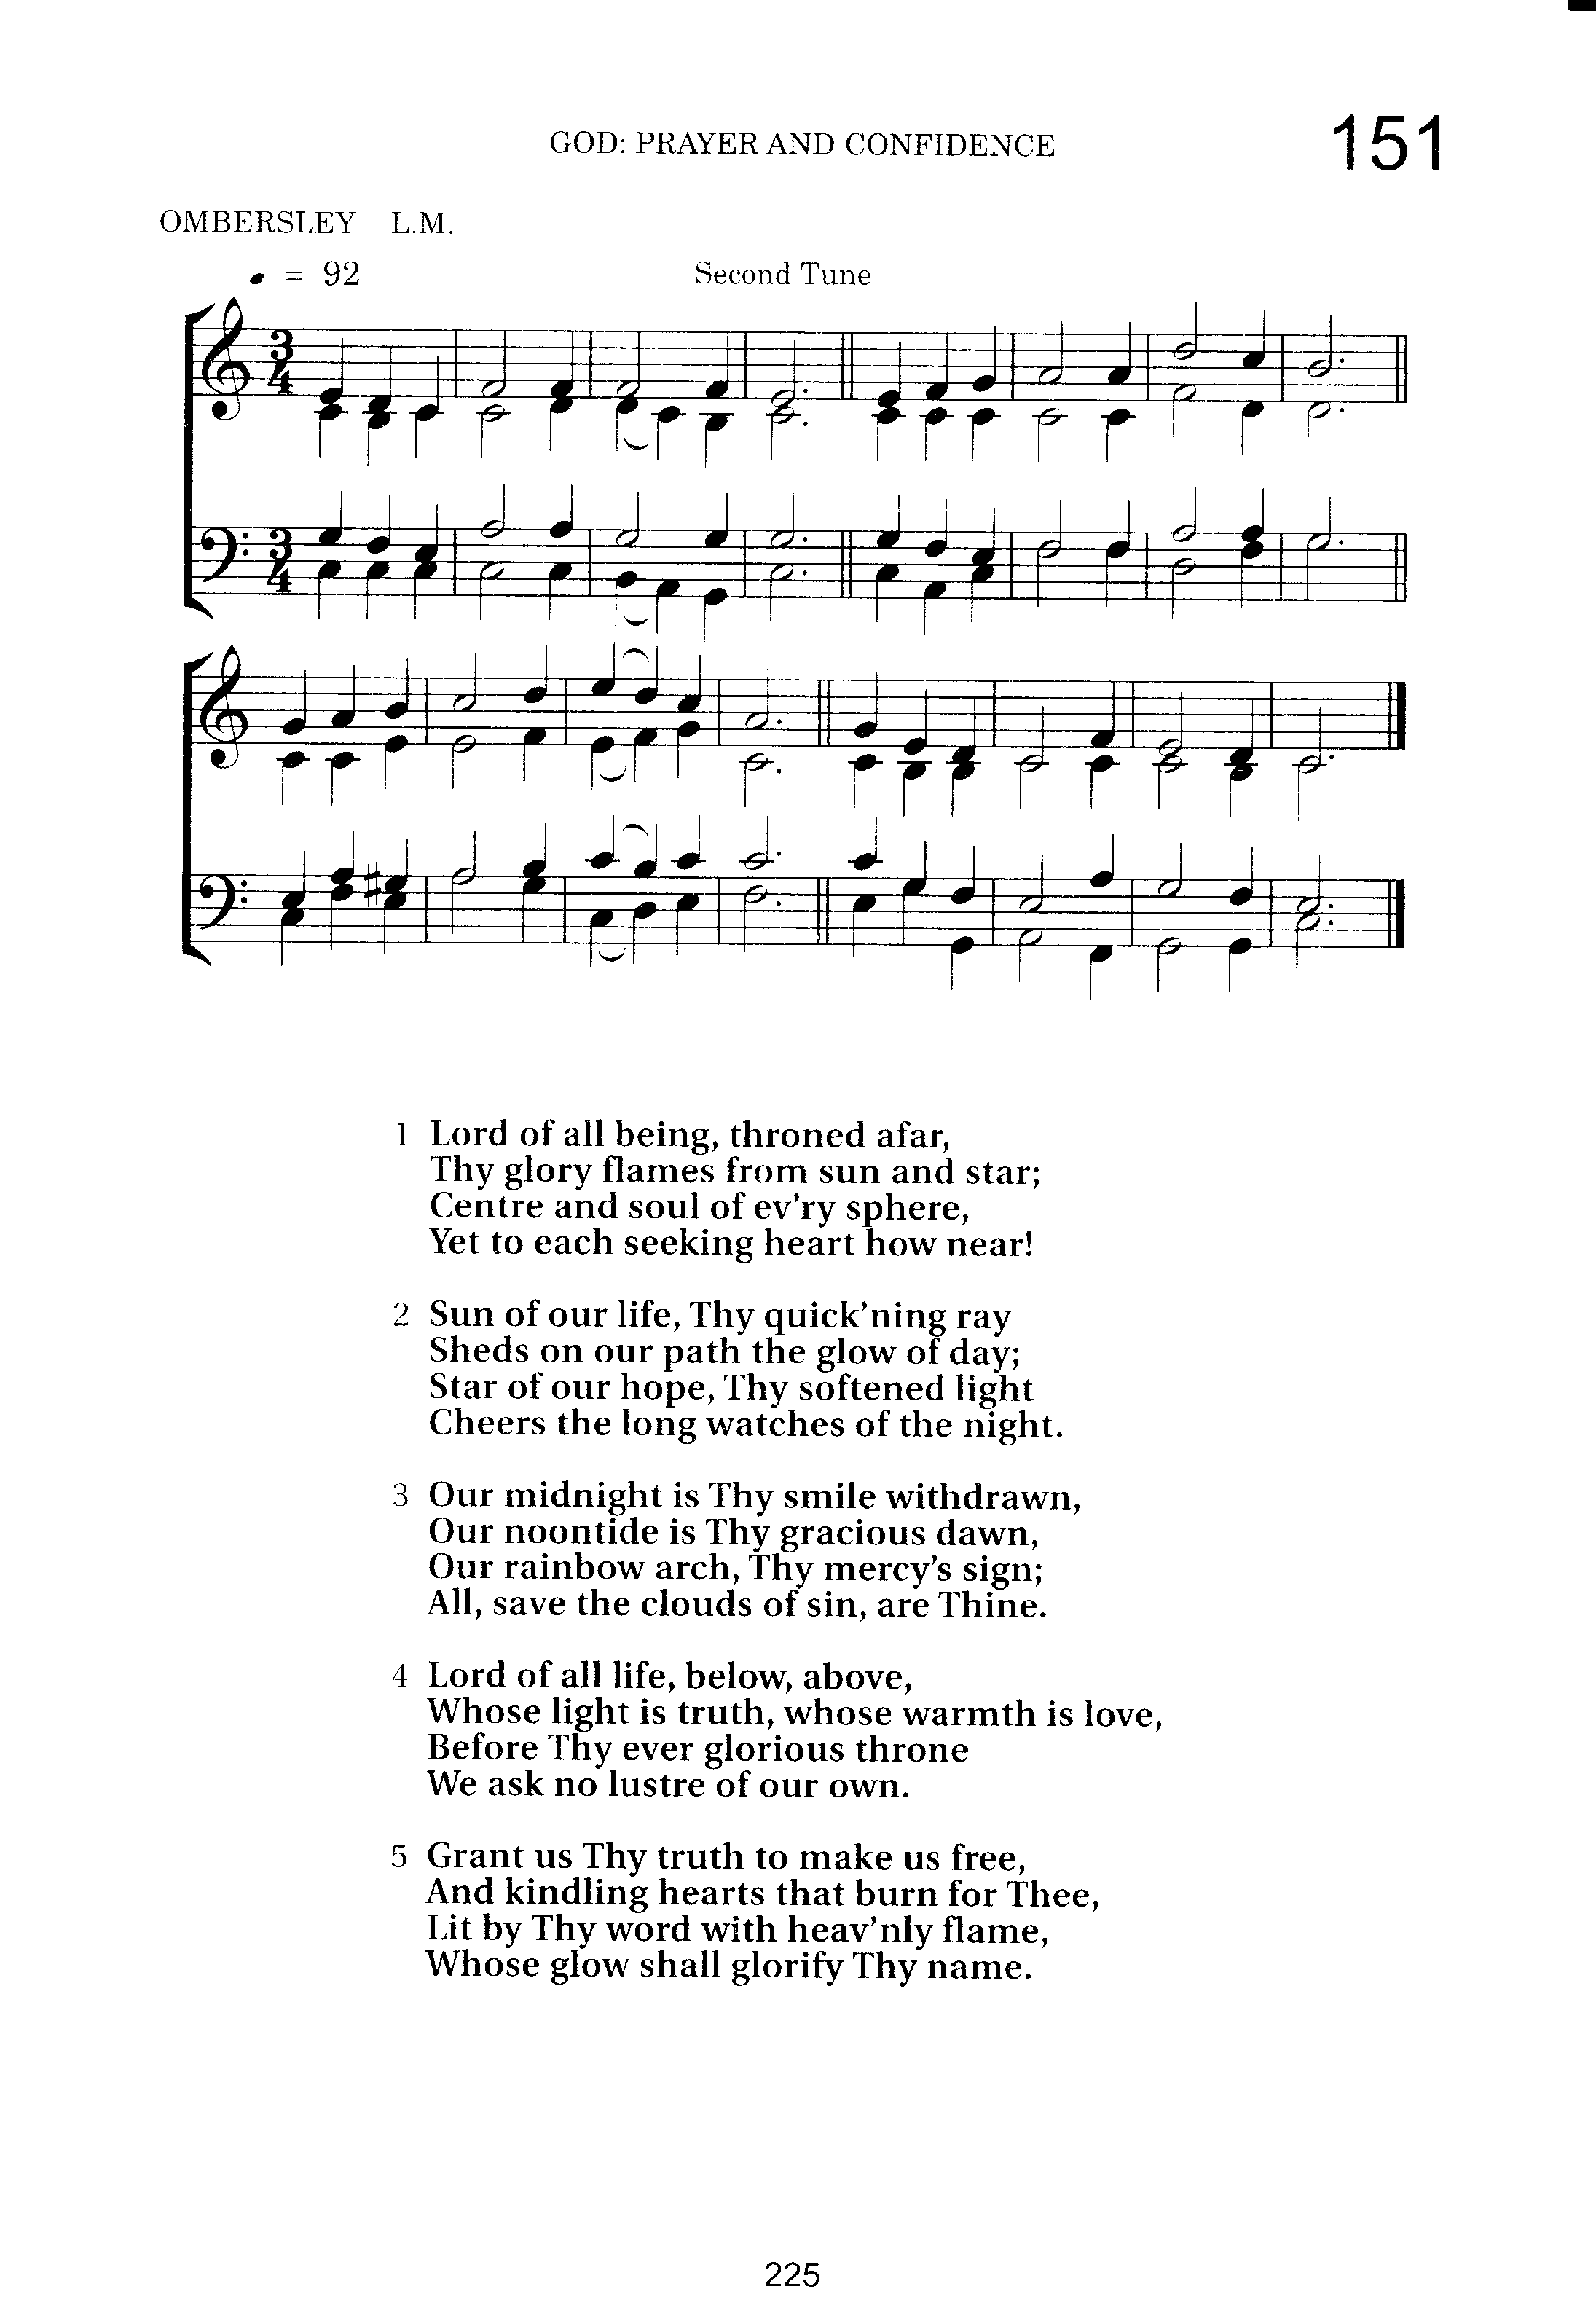 GOD: PRAYER AND CONFIDENCE
151
OMBERSLEY L.M.
♩ = 92
Second Tune
3
4
3
4
1 Lord of all being, throned afar,
Thy glory flames from sun and star;
Centre and soul of ev'ry sphere,
Yet to each seeking heart how near!
2 Sun of our life, Thy quick'ning ray
Sheds on our path the glow of day;
Star of our hope, Thy softened light
Cheers the long watches of the night.
3 Our midnight is Thy smile withdrawn,
Our noontide is Thy gracious dawn,
Our rainbow arch, Thy mercy's sign;
All, save the clouds of sin, are Thine.
4 Lord of all life, below, above,
Whose light is truth, whose warmth is love,
Before Thy ever glorious throne
We ask no lustre of our own.
5 Grant us Thy truth to make us free,
And kindling hearts that burn for Thee,
Lit by Thy word with heav'nly flame,
Whose glow shall glorify Thy name.
225